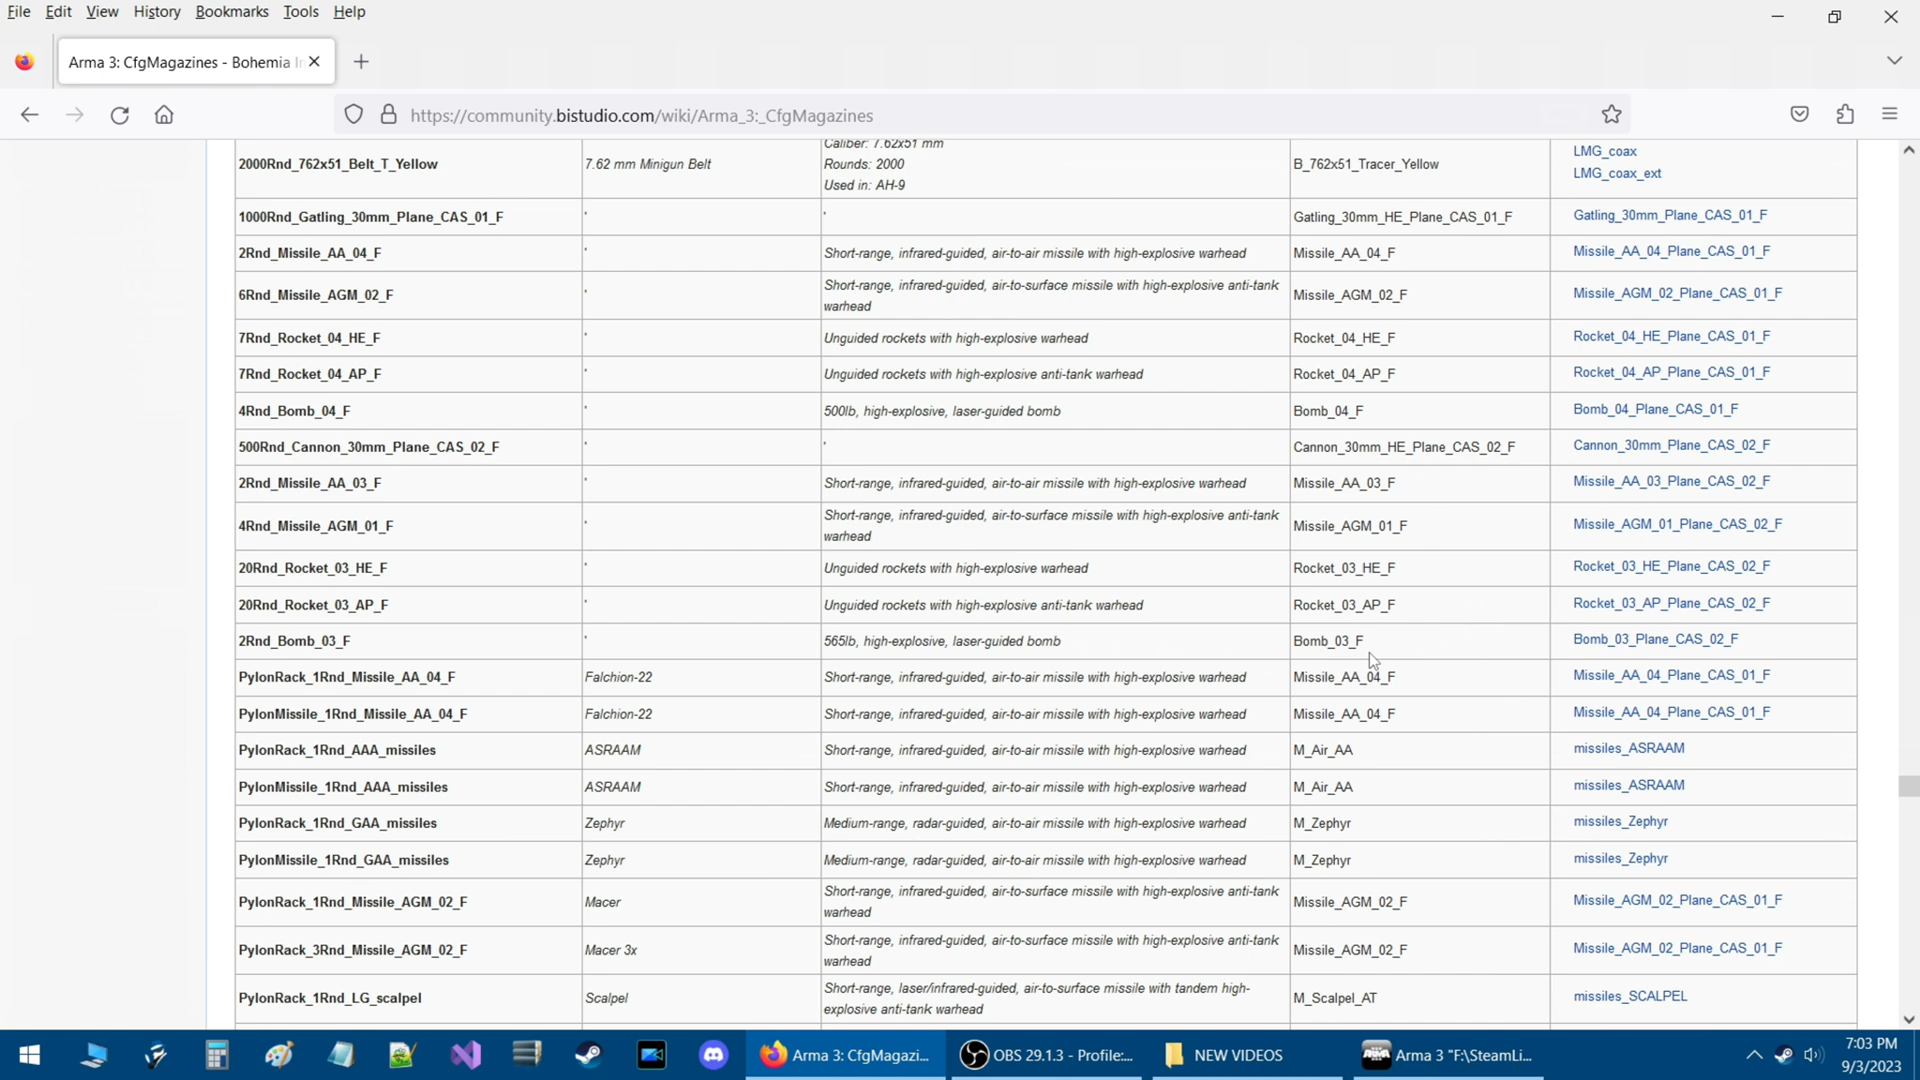 File Edit View History Bookmarks Tools Help
Arma 3: CfgMagazines - Bohemia In
https://community.bistudio.com/wiki/Arma_3:_CfgMagazines
Caliber: 7.62x51 mm
LMG_coax
2000Rnd_762x51_Belt_T_Yellow 7.62 mm Minigun Belt Rounds: 2000 B_762x51_Tracer_Yellow
LMG_coax_ext
Used in: AH-9
1000Rnd_Gatling_30mm_Plane_CAS_01_F ' ' Gatling_30mm_HE_Plane_CAS_01_F Gatling_30mm_Plane_CAS_01_F
2Rnd_Missile_AA_04_F ' Short-range, infrared-guided, air-to-air missile with high-explosive warhead Missile_AA_04_F Missile_AA_04_Plane_CAS_01_F
6Rnd_Missile_AGM_02_F ' Short-range, infrared-guided, air-to-surface missile with high-explosive anti-tank Missile_AGM_02_F Missile_AGM_02_Plane_CAS_01_F
warhead
7Rnd_Rocket_04_HE_F ' Unguided rockets with high-explosive warhead Rocket_04_HE_F Rocket_04_HE_Plane_CAS_01_F
7Rnd_Rocket_04_AP_F ' Unguided rockets with high-explosive anti-tank warhead Rocket_04_AP_F Rocket_04_AP_Plane_CAS_01_F
4Rnd_Bomb_04_F ' 500lb, high-explosive, laser-guided bomb Bomb_04_F Bomb_04_Plane_CAS_01_F
500Rnd_Cannon_30mm_Plane_CAS_02_F ' ' Cannon_30mm_HE_Plane_CAS_02_F Cannon_30mm_Plane_CAS_02_F
2Rnd_Missile_AA_03_F ' Short-range, infrared-guided, air-to-air missile with high-explosive warhead Missile_AA_03_F Missile_AA_03_Plane_CAS_02_F
4Rnd_Missile_AGM_01_F ' Short-range, infrared-guided, air-to-surface missile with high-explosive anti-tank Missile_AGM_01_F Missile_AGM_01_Plane_CAS_02_F
warhead
20Rnd_Rocket_03_HE_F ' Unguided rockets with high-explosive warhead Rocket_03_HE_F Rocket_03_HE_Plane_CAS_02_F
20Rnd_Rocket_03_AP_F ' Unguided rockets with high-explosive anti-tank warhead Rocket_03_AP_F Rocket_03_AP_Plane_CAS_02_F
2Rnd_Bomb_03_F ' 565lb, high-explosive, laser-guided bomb Bomb_03_F Bomb_03_Plane_CAS_02_F
PylonRack_1Rnd_Missile_AA_04_F Falchion-22 Short-range, infrared-guided, air-to-air missile with high-explosive warhead Missile_AA_04_F Missile_AA_04_Plane_CAS_01_F
PylonMissile_1Rnd_Missile_AA_04_F Falchion-22 Short-range, infrared-guided, air-to-air missile with high-explosive warhead Missile_AA_04_F Missile_AA_04_Plane_CAS_01_F
PylonRack_1Rnd_AAA_missiles ASRAAM Short-range, infrared-guided, air-to-air missile with high-explosive warhead M_Air_AA missiles_ASRAAM
PylonMissile_1Rnd_AAA_missiles ASRAAM Short-range, infrared-guided, air-to-air missile with high-explosive warhead M_Air_AA missiles_ASRAAM
PylonRack_1Rnd_GAA_missiles Zephyr Medium-range, radar-guided, air-to-air missile with high-explosive warhead M_Zephyr missiles_Zephyr
PylonMissile_1Rnd_GAA_missiles Zephyr Medium-range, radar-guided, air-to-air missile with high-explosive warhead M_Zephyr missiles_Zephyr
PylonRack_1Rnd_Missile_AGM_02_F Macer Short-range, infrared-guided, air-to-surface missile with high-explosive anti-tank Missile_AGM_02_F Missile_AGM_02_Plane_CAS_01_F
warhead
PylonRack_3Rnd_Missile_AGM_02_F Macer 3x Short-range, infrared-guided, air-to-surface missile with high-explosive anti-tank Missile_AGM_02_F Missile_AGM_02_Plane_CAS_01_F
warhead
PylonRack_1Rnd_LG_scalpel Scalpel Short-range, laser/infrared-guided, air-to-surface missile with tandem high- M_Scalpel_AT missiles_SCALPEL
explosive anti-tank warhead
Arma 3: CfgMagazi... OBS 29.1.3 - Profile:... NEW VIDEOS Arma 3 "F:\SteamLi... 7:03 PM
9/3/2023